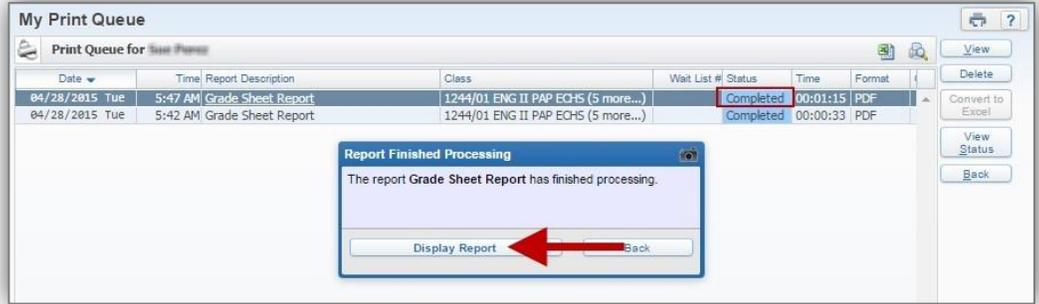 My Print Queue
?
Print Queue for
View
Date Time Report Description Class Wait List # Status Time Format
Delete
04/28/2015 Tue 5:47 AM Grade Sheet Report 1244/01 ENG II PAP ECHS (5 more...) Completed 00:01:15 PDF
04/28/2015 Tue 5:42 AM Grade Sheet Report 1244/01 ENG II PAP ECHS (5 more...) Completed 00:00:33 PDF
Convert to
Excel
View
Status
Back
Report Finished Processing
The report Grade Sheet Report has finished processing.
Display Report Back